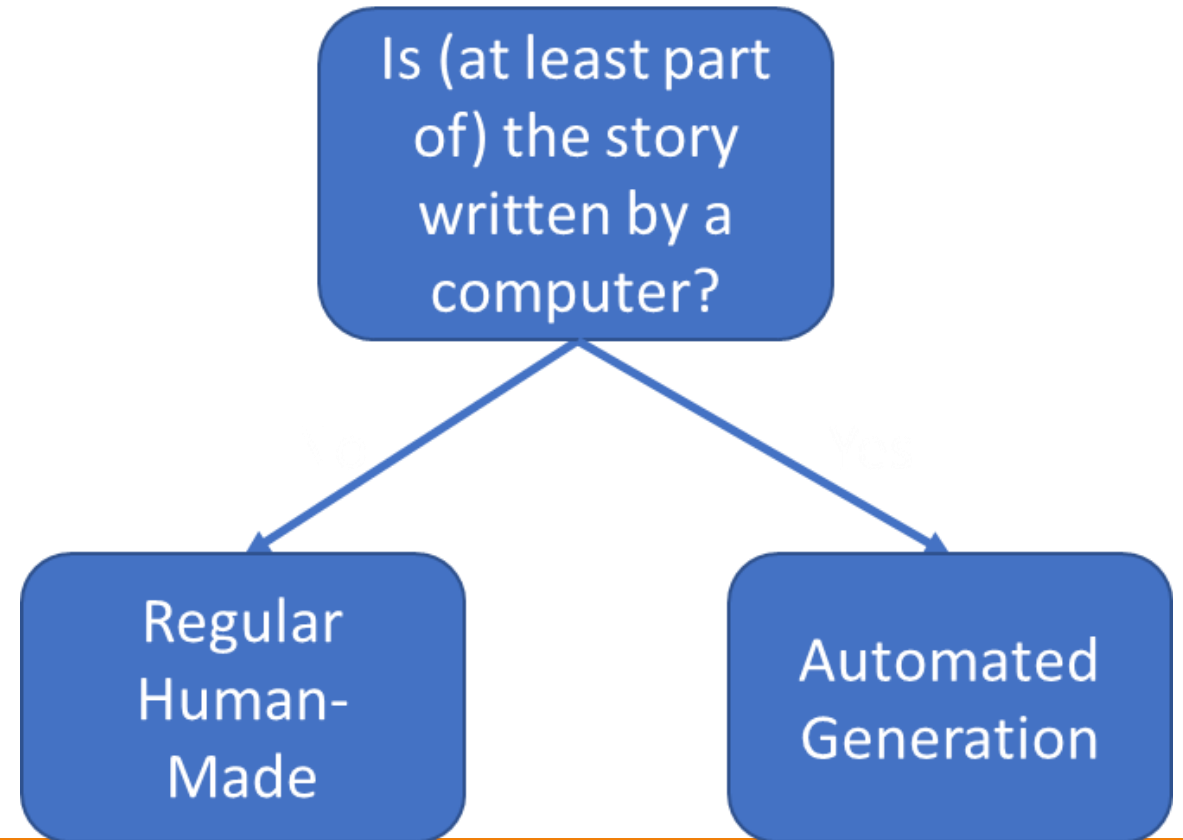 Is (at least part
of) the story
written by a
computer?
Regular
Human-
Made
Automated
Generation